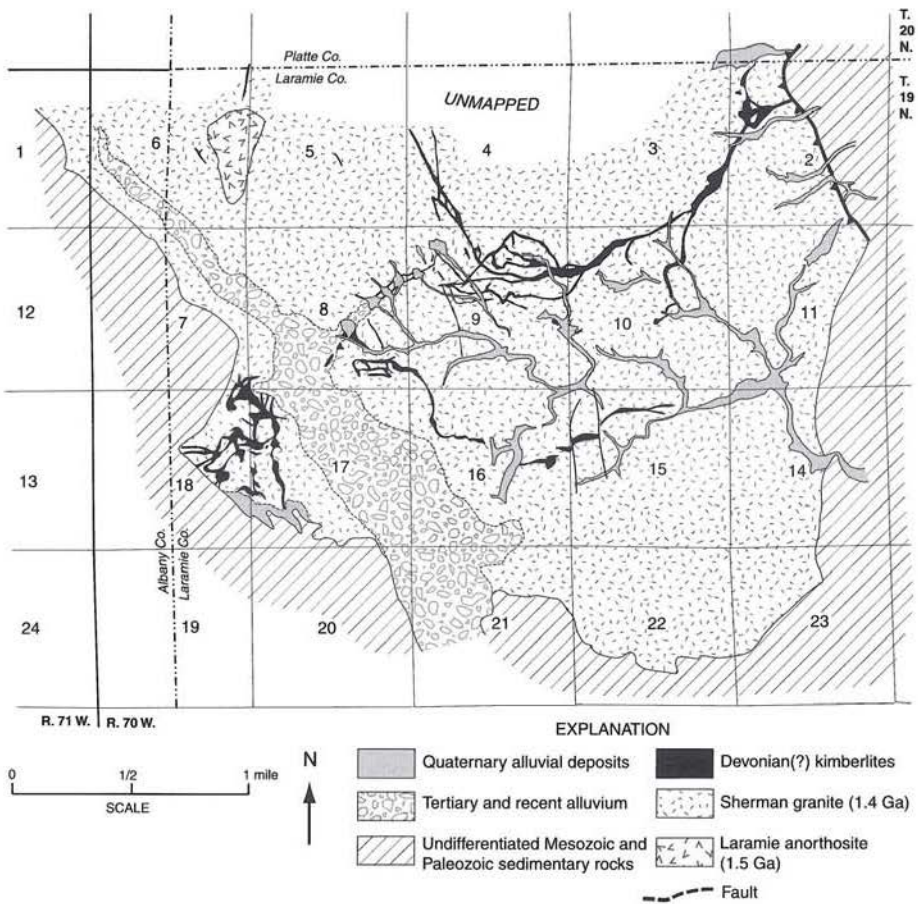 T.
20
N.
Platte Co.
Laramie Co.
T.
19
N.
UNMAPPED
1
6
5
4
3
2
12
7
8
9
10
11
13
18
17
16
15
14
Albany Co.
Laramie Co.
24
19
20
21
22
23
R. 71 W.
R. 70 W.
EXPLANATION
0 1/2 1 mile
SCALE
N
Quaternary alluvial deposits
Devonian(?) kimberlites
Tertiary and recent alluvium
Sherman granite (1.4 Ga)
Undifferentiated Mesozoic and
Paleozoic sedimentary rocks
Laramie anorthosite
(1.5 Ga)
Fault